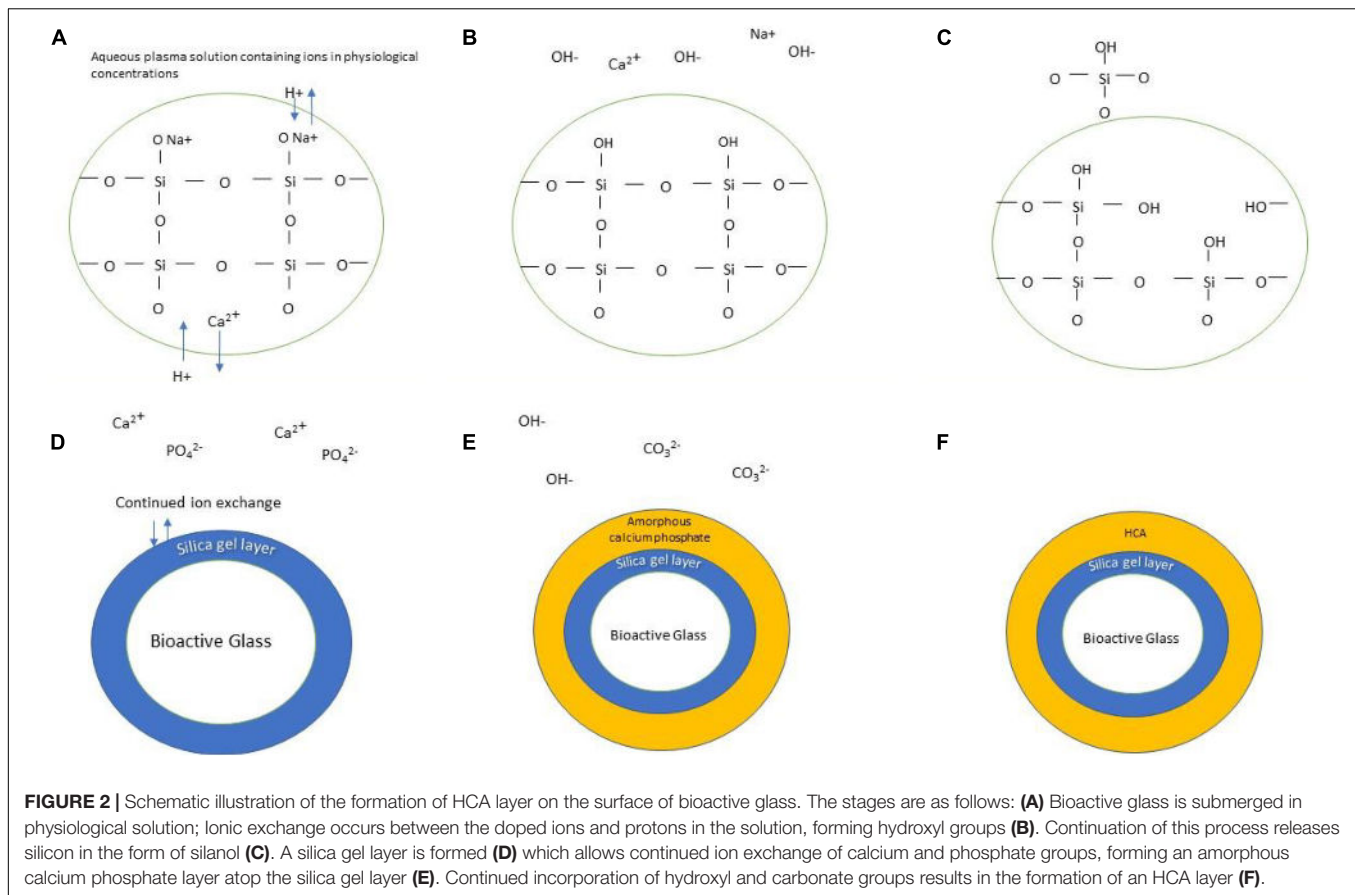 A
Aqueous plasma solution containing ions in physiological
concentrations
H+
O Na+ O Na+
— O — Si — O — Si — O —
O O
— O — Si — O — Si — O —
O O
Ca²⁺
H+
B
OH- Ca²⁺ OH- Na+ OH-
OH OH
— O — Si — O — Si — O —
O O
— O — Si — O — Si — O —
O O
C
OH
O — Si — O
O
OH
— O — Si — OH HO —
O OH
— O — Si — O — Si — O —
O O
D
Ca²⁺ Ca²⁺
PO₄²⁻ PO₄²⁻
Continued ion exchange
Silica gel layer
Bioactive Glass
E
OH-
CO₃²⁻
OH- CO₃²⁻
Amorphous
calcium phosphate
Silica gel layer
Bioactive Glass
F
HCA
Silica gel layer
Bioactive Glass
FIGURE 2 | Schematic illustration of the formation of HCA layer on the surface of bioactive glass. The stages are as follows: (A) Bioactive glass is submerged in
physiological solution; Ionic exchange occurs between the doped ions and protons in the solution, forming hydroxyl groups (B). Continuation of this process releases
silicon in the form of silanol (C). A silica gel layer is formed (D) which allows continued ion exchange of calcium and phosphate groups, forming an amorphous
calcium phosphate layer atop the silica gel layer (E). Continued incorporation of hydroxyl and carbonate groups results in the formation of an HCA layer (F).